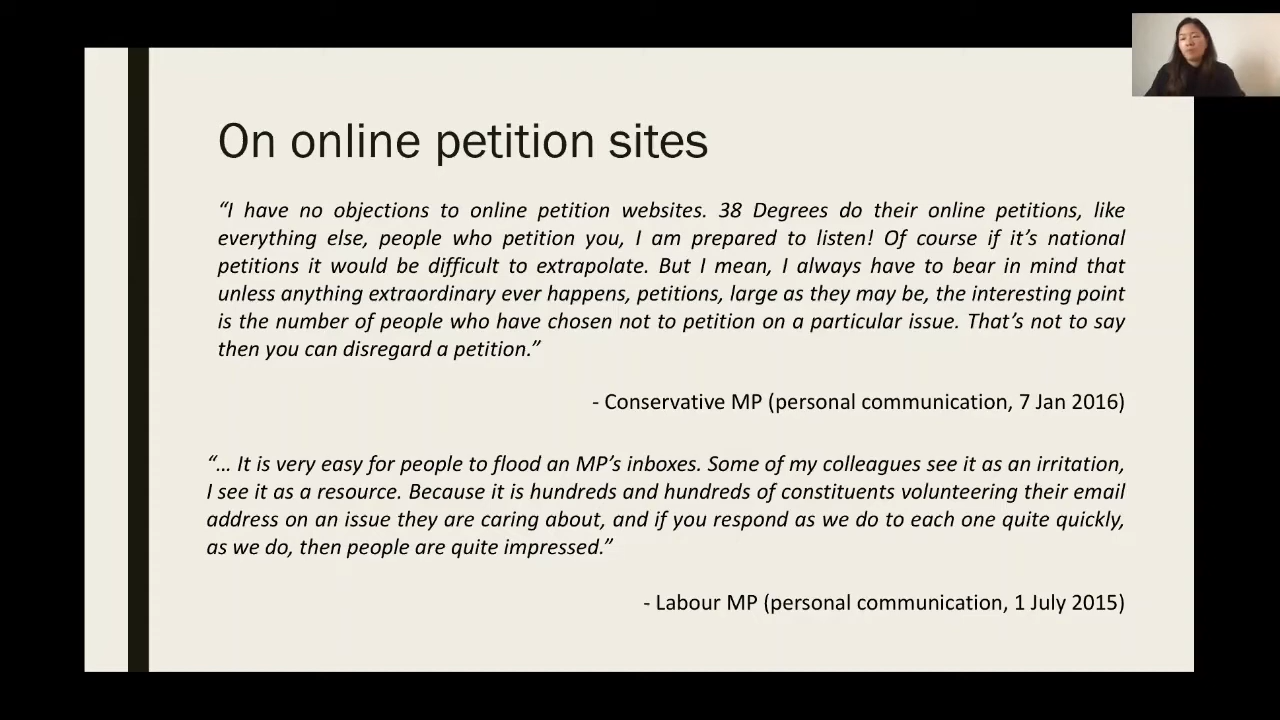 On online petition sites
“I have no objections to online petition websites. 38 Degrees do their online petitions, like
everything else, people who petition you, I am prepared to listen! Of course if it’s national
petitions it would be difficult to extrapolate. But I mean, I always have to bear in mind that
unless anything extraordinary ever happens, petitions, large as they may be, the interesting point
is the number of people who have chosen not to petition on a particular issue. That’s not to say
then you can disregard a petition.”
- Conservative MP (personal communication, 7 Jan 2016)
“… It is very easy for people to flood an MP’s inboxes. Some of my colleagues see it as an irritation,
I see it as a resource. Because it is hundreds and hundreds of constituents volunteering their email
address on an issue they are caring about, and if you respond as we do to each one quite quickly,
as we do, then people are quite impressed.”
- Labour MP (personal communication, 1 July 2015)